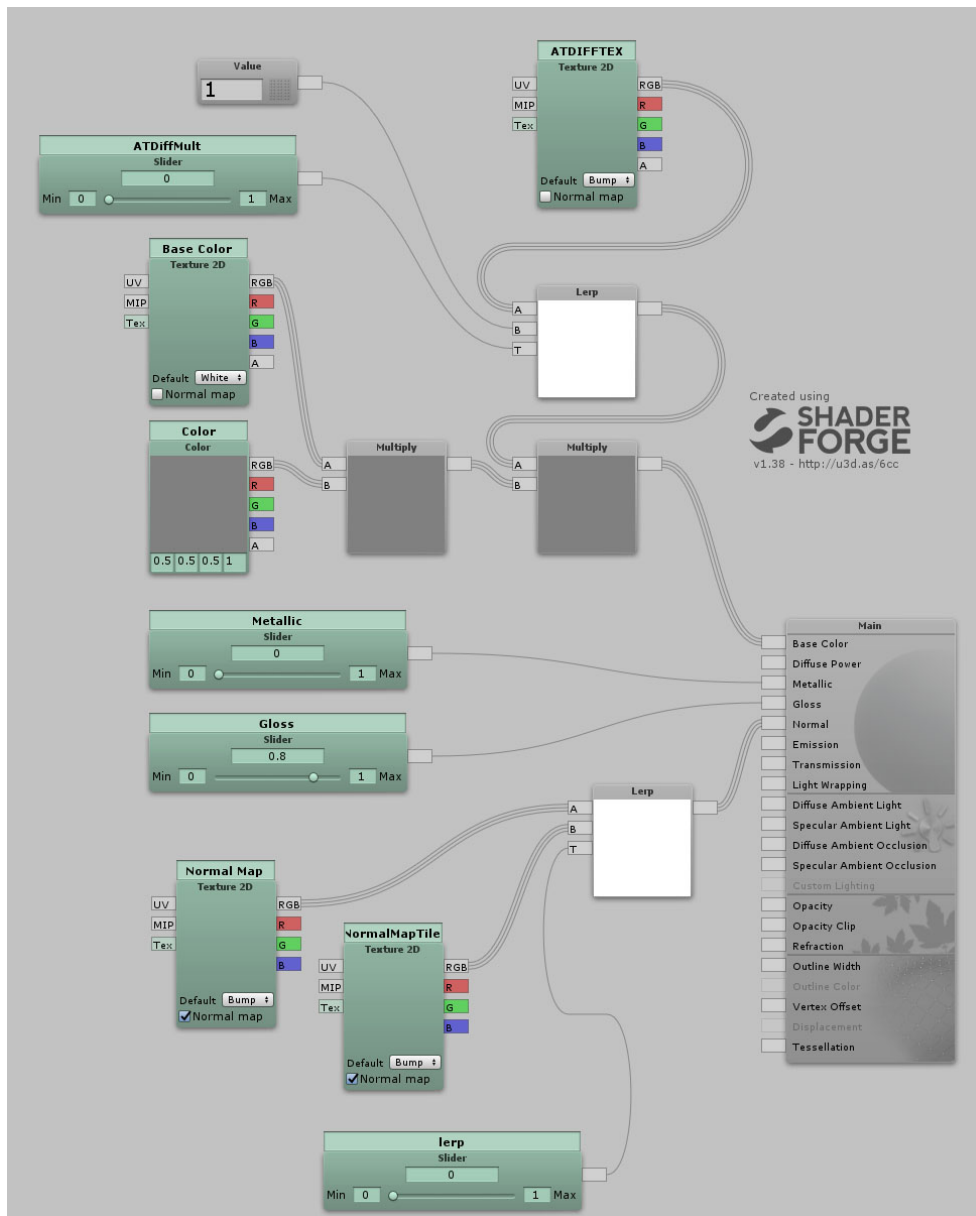 Value
1
ATDiffMult
Slider
0
Min 0 1 Max
ATDIFFTEX
Texture 2D
UV RGB
MIP R
Tex G
B
A
Default Bump
Normal map
Base Color
Texture 2D
UV RGB
MIP R
Tex G
B
A
Default White
Normal map
Lerp
A
B
T
Created using
SHADER
FORGE
v1.38 - http://u3d.as/6cc
Color
Color
RGB
R
G
B
A
0.5 0.5 0.5 1
Multiply
A
B
Multiply
A
B
Metallic
Slider
0
Min 0 1 Max
Gloss
Slider
0.8
Min 0 1 Max
Main
Base Color
Diffuse Power
Metallic
Gloss
Normal
Emission
Transmission
Light Wrapping
Diffuse Ambient Light
Specular Ambient Light
Diffuse Ambient Occlusion
Specular Ambient Occlusion
Custom Lighting
Opacity
Opacity Clip
Refraction
Outline Width
Outline Color
Vertex Offset
Displacement
Tessellation
Lerp
A
B
T
Normal Map
Texture 2D
UV RGB
MIP R
Tex G
B
Default Bump
Normal map
NormalMapTile
Texture 2D
UV RGB
MIP R
Tex G
B
Default Bump
Normal map
lerp
Slider
0
Min 0 1 Max